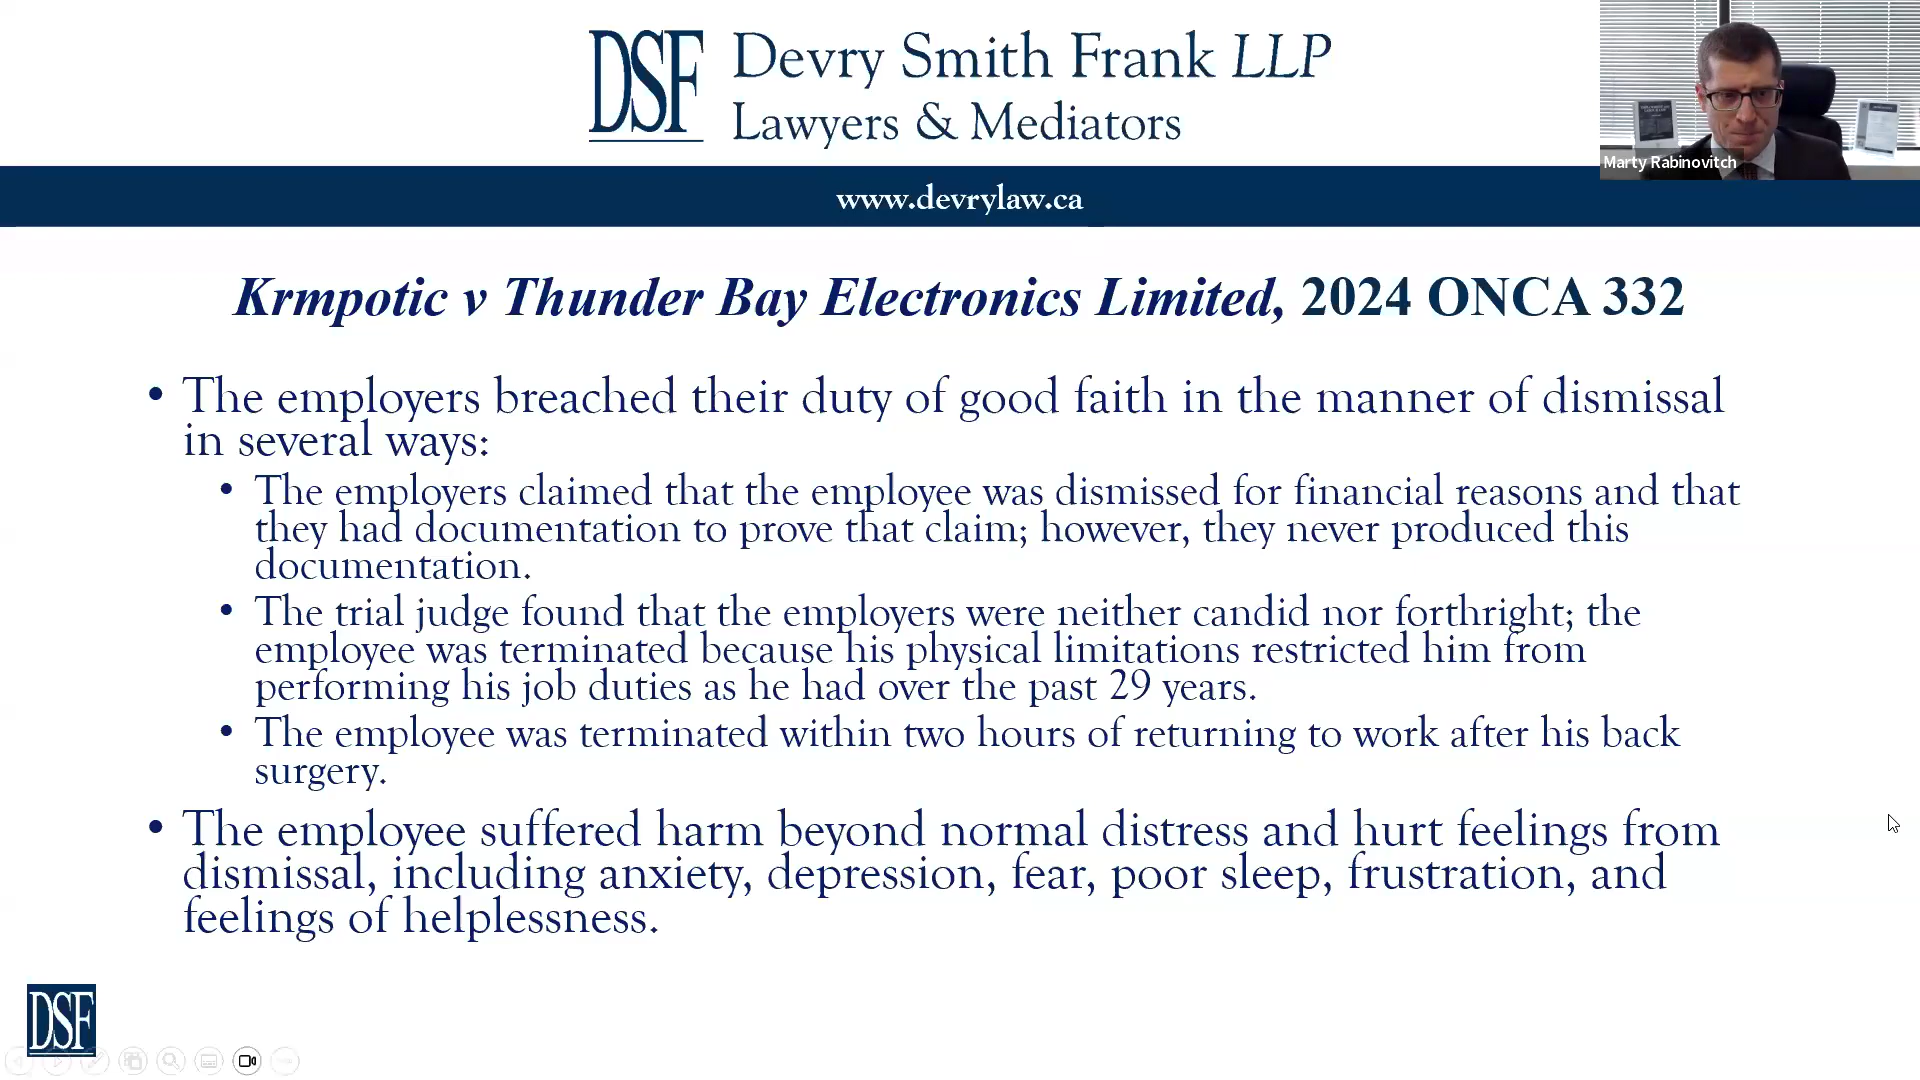 DSF Devry Smith Frank LLP
Lawyers & Mediators
Marty Rabinovitch
www.devrylaw.ca
Krmpotic v Thunder Bay Electronics Limited, 2024 ONCA 332
• The employers breached their duty of good faith in the manner of dismissal
in several ways:
• The employers claimed that the employee was dismissed for financial reasons and that
they had documentation to prove that claim; however, they never produced this
documentation.
• The trial judge found that the employers were neither candid nor forthright; the
employee was terminated because his physical limitations restricted him from
performing his job duties as he had over the past 29 years.
• The employee was terminated within two hours of returning to work after his back
surgery.
• The employee suffered harm beyond normal distress and hurt feelings from
dismissal, including anxiety, depression, fear, poor sleep, frustration, and
feelings of helplessness.
DSF